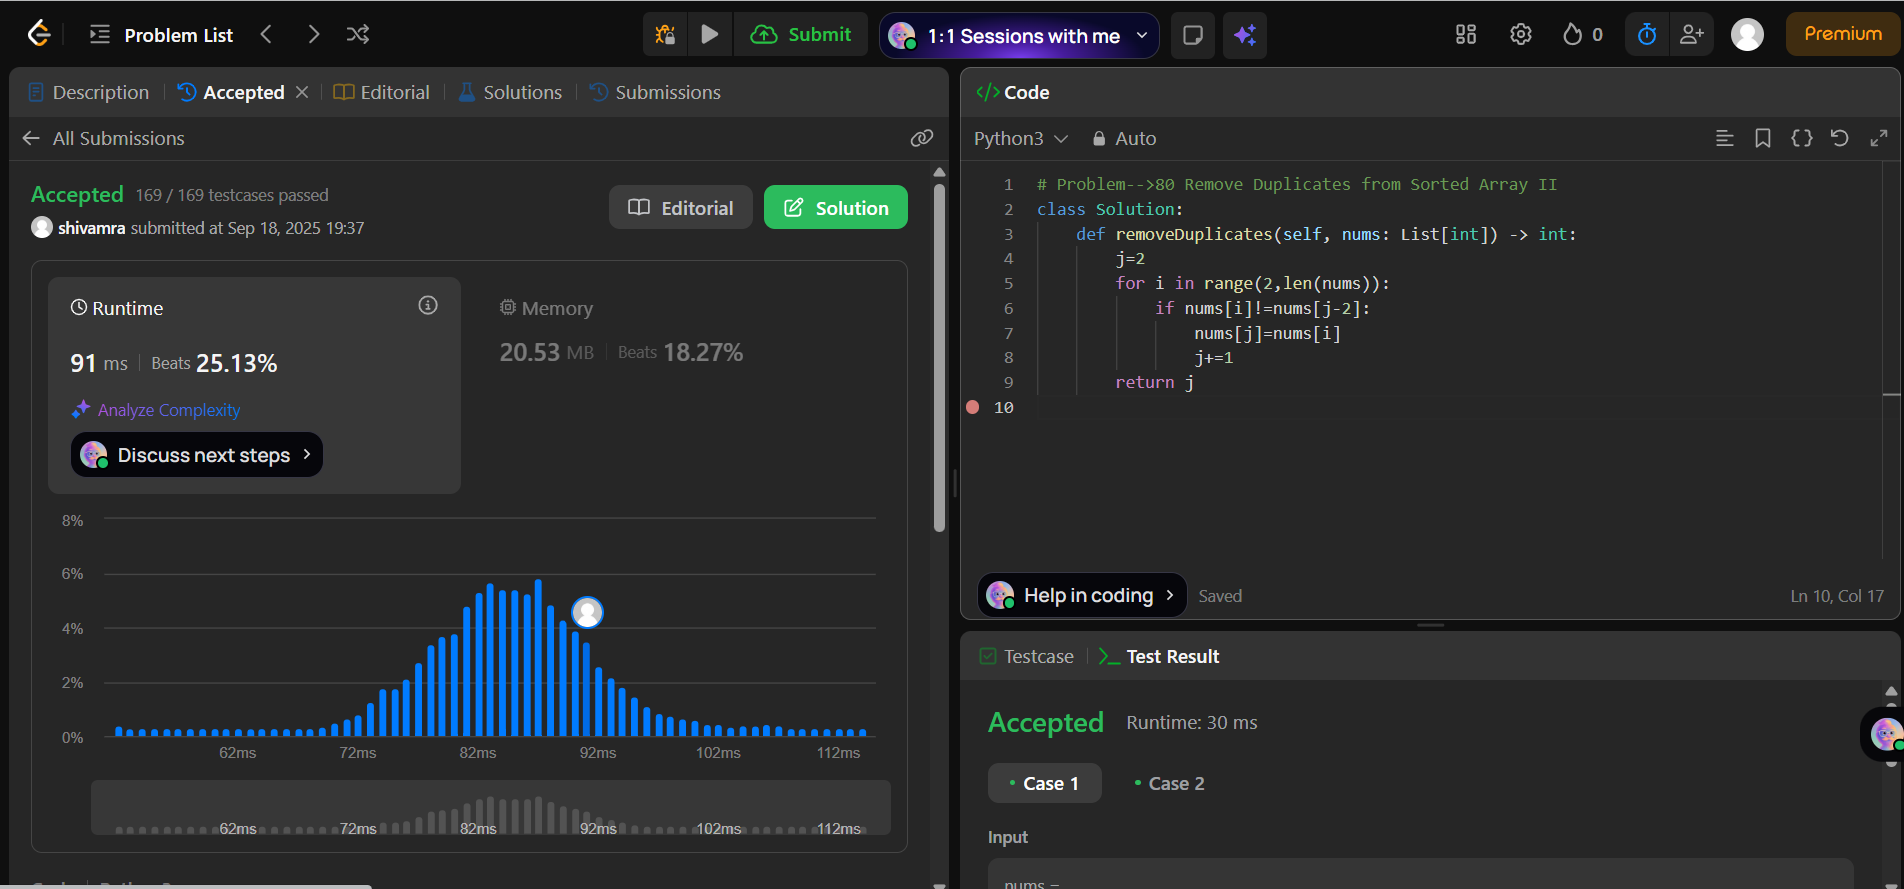 Problem List
Submit
1:1 Sessions with me
0
Premium
Description
Accepted
Editorial
Solutions
Submissions
All Submissions
Accepted 169 / 169 testcases passed
shivamra submitted at Sep 18, 2025 19:37
Editorial
Solution
Runtime
91 ms Beats 25.13%
Analyze Complexity
Discuss next steps
Memory
20.53 MB Beats 18.27%
8%
6%
4%
2%
0%
62ms 72ms 82ms 92ms 102ms 112ms
62ms 72ms 82ms 92ms 102ms 112ms
</> Code
Python3 Auto
1 # Problem-->80 Remove Duplicates from Sorted Array II
2 class Solution:
3 def removeDuplicates(self, nums: List[int]) -> int:
4 j=2
5 for i in range(2,len(nums)):
6 if nums[i]!=nums[j-2]:
7 nums[j]=nums[i]
8 j+=1
9 return j
10
Help in coding
Saved
Ln 10, Col 17
Testcase
Test Result
Accepted Runtime: 30 ms
Case 1
Case 2
Input
nums =